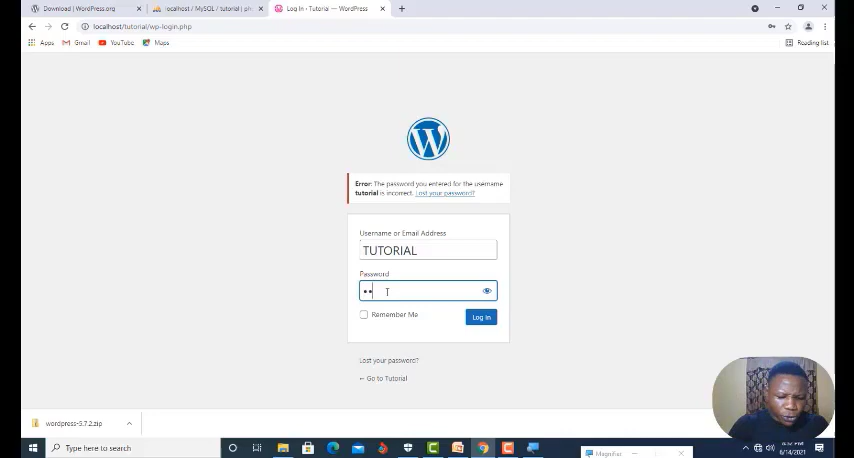 Download | WordPress.org
localhost / MySQL / tutorial | ph
Log In ‹ Tutorial — WordPress
localhost/tutorial/wp-login.php
Apps
Gmail
YouTube
Maps
Reading list
Error: The password you entered for the username
tutorial is incorrect. Lost your password?
Username or Email Address
TUTORIAL
Password
Remember Me
Log In
Lost your password?
← Go to Tutorial
wordpress-5.7.2.zip
Type here to search
6/14/2021
Magnifier